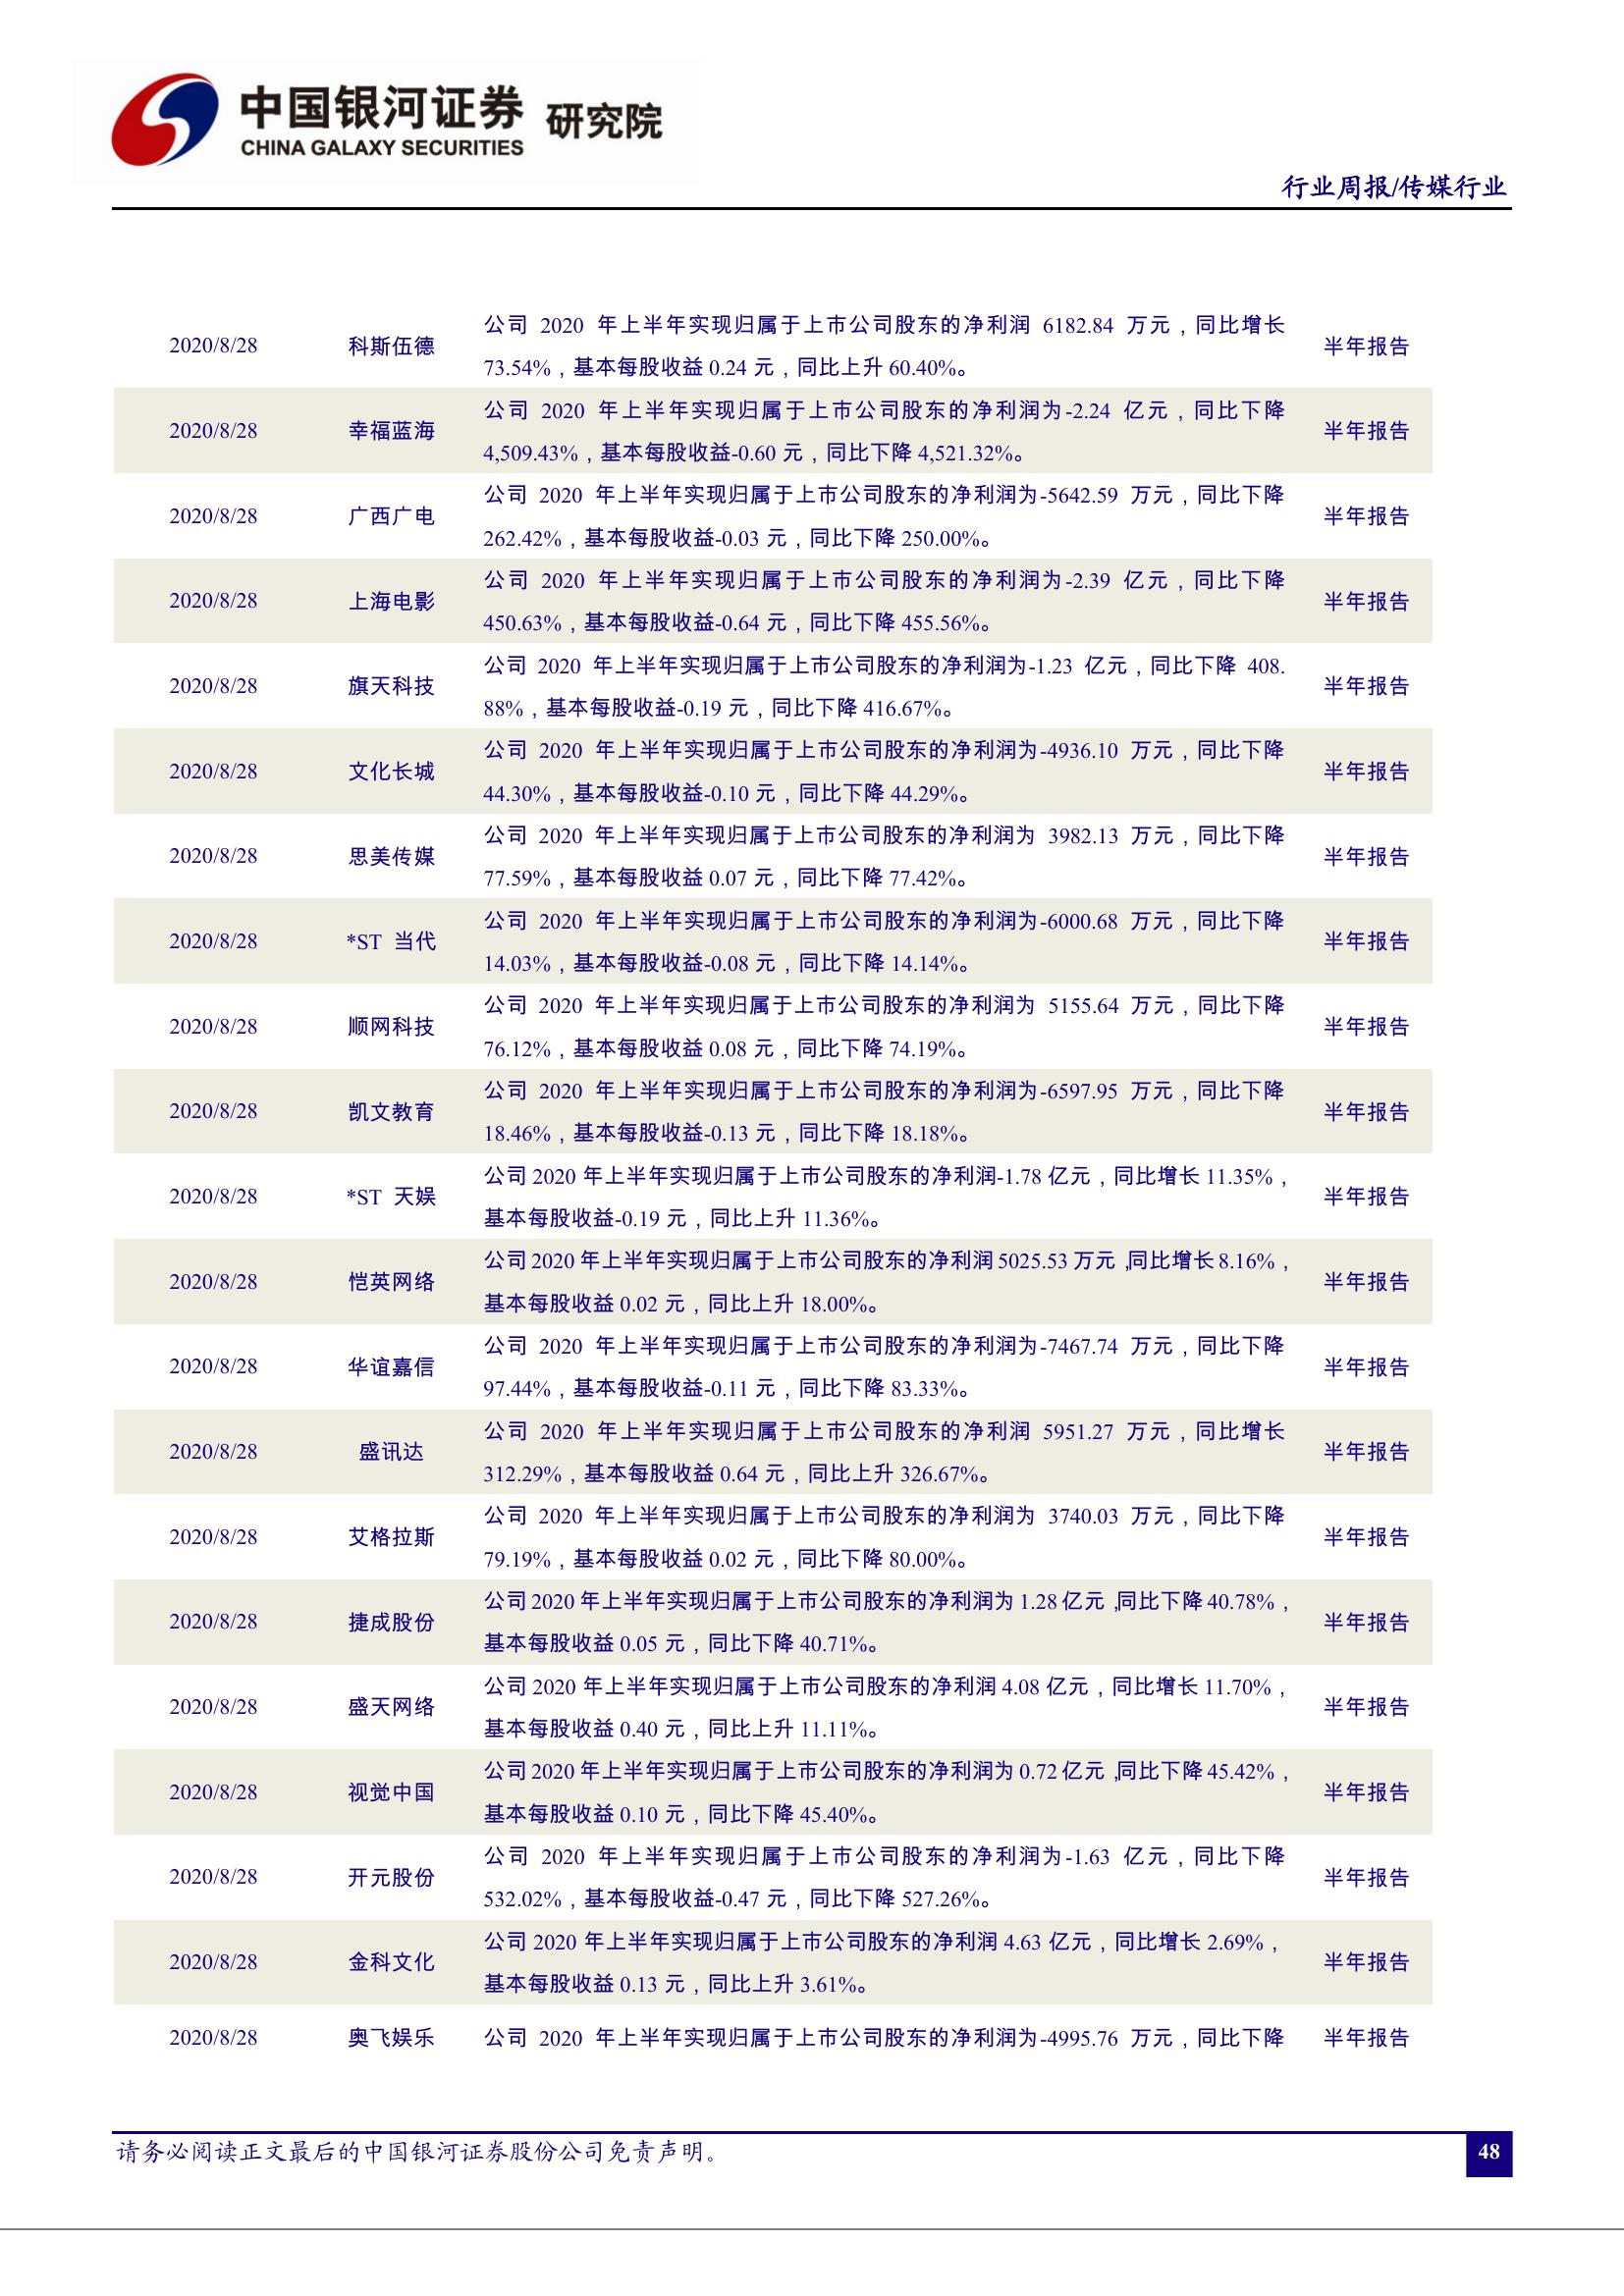 中国银河证券 研究院
CHINA GALAXY SECURITIES
行业周报/传媒行业
公司 2020 年上半年实现归属于上市公司股东的净利润 6182.84 万元，同比增长
2020/8/28 科斯伍德 半年报告
73.54%，基本每股收益 0.24 元，同比上升 60.40%。
公司 2020 年上半年实现归属于上市公司股东的净利润为-2.24 亿元，同比下降
2020/8/28 幸福蓝海 半年报告
4,509.43%，基本每股收益-0.60 元，同比下降 4,521.32%。
公司 2020 年上半年实现归属于上市公司股东的净利润为-5642.59 万元，同比下降
2020/8/28 广西广电 半年报告
262.42%，基本每股收益-0.03 元，同比下降 250.00%。
公司 2020 年上半年实现归属于上市公司股东的净利润为-2.39 亿元，同比下降
2020/8/28 上海电影 半年报告
450.63%，基本每股收益-0.64 元，同比下降 455.56%。
公司 2020 年上半年实现归属于上市公司股东的净利润为-1.23 亿元，同比下降 408.
2020/8/28 旗天科技 半年报告
88%，基本每股收益-0.19 元，同比下降 416.67%。
公司 2020 年上半年实现归属于上市公司股东的净利润为-4936.10 万元，同比下降
2020/8/28 文化长城 半年报告
44.30%，基本每股收益-0.10 元，同比下降 44.29%。
公司 2020 年上半年实现归属于上市公司股东的净利润为 3982.13 万元，同比下降
2020/8/28 思美传媒 半年报告
77.59%，基本每股收益 0.07 元，同比下降 77.42%。
公司 2020 年上半年实现归属于上市公司股东的净利润为-6000.68 万元，同比下降
2020/8/28 *ST 当代 半年报告
14.03%，基本每股收益-0.08 元，同比下降 14.14%。
公司 2020 年上半年实现归属于上市公司股东的净利润为 5155.64 万元，同比下降
2020/8/28 顺网科技 半年报告
76.12%，基本每股收益 0.08 元，同比下降 74.19%。
公司 2020 年上半年实现归属于上市公司股东的净利润为-6597.95 万元，同比下降
2020/8/28 凯文教育 半年报告
18.46%，基本每股收益-0.13 元，同比下降 18.18%。
公司 2020 年上半年实现归属于上市公司股东的净利润-1.78 亿元，同比增长 11.35%，
2020/8/28 *ST 天娱 半年报告
基本每股收益-0.19 元，同比上升 11.36%。
公司 2020 年上半年实现归属于上市公司股东的净利润 5025.53 万元，同比增长 8.16%，
2020/8/28 恺英网络 半年报告
基本每股收益 0.02 元，同比上升 18.00%。
公司 2020 年上半年实现归属于上市公司股东的净利润为-7467.74 万元，同比下降
2020/8/28 华谊嘉信 半年报告
97.44%，基本每股收益-0.11 元，同比下降 83.33%。
公司 2020 年上半年实现归属于上市公司股东的净利润 5951.27 万元，同比增长
2020/8/28 盛讯达 半年报告
312.29%，基本每股收益 0.64 元，同比上升 326.67%。
公司 2020 年上半年实现归属于上市公司股东的净利润为 3740.03 万元，同比下降
2020/8/28 艾格拉斯 半年报告
79.19%，基本每股收益 0.02 元，同比下降 80.00%。
公司 2020 年上半年实现归属于上市公司股东的净利润为 1.28 亿元，同比下降 40.78%，
2020/8/28 捷成股份 半年报告
基本每股收益 0.05 元，同比下降 40.71%。
公司 2020 年上半年实现归属于上市公司股东的净利润 4.08 亿元，同比增长 11.70%，
2020/8/28 盛天网络 半年报告
基本每股收益 0.40 元，同比上升 11.11%。
公司 2020 年上半年实现归属于上市公司股东的净利润为 0.72 亿元，同比下降 45.42%，
2020/8/28 视觉中国 半年报告
基本每股收益 0.10 元，同比下降 45.40%。
公司 2020 年上半年实现归属于上市公司股东的净利润为-1.63 亿元，同比下降
2020/8/28 开元股份 半年报告
532.02%，基本每股收益-0.47 元，同比下降 527.26%。
公司 2020 年上半年实现归属于上市公司股东的净利润 4.63 亿元，同比增长 2.69%，
2020/8/28 金科文化 半年报告
基本每股收益 0.13 元，同比上升 3.61%。
2020/8/28 奥飞娱乐 公司 2020 年上半年实现归属于上市公司股东的净利润为-4995.76 万元，同比下降 半年报告
请务必阅读正文最后的中国银河证券股份公司免责声明。
48